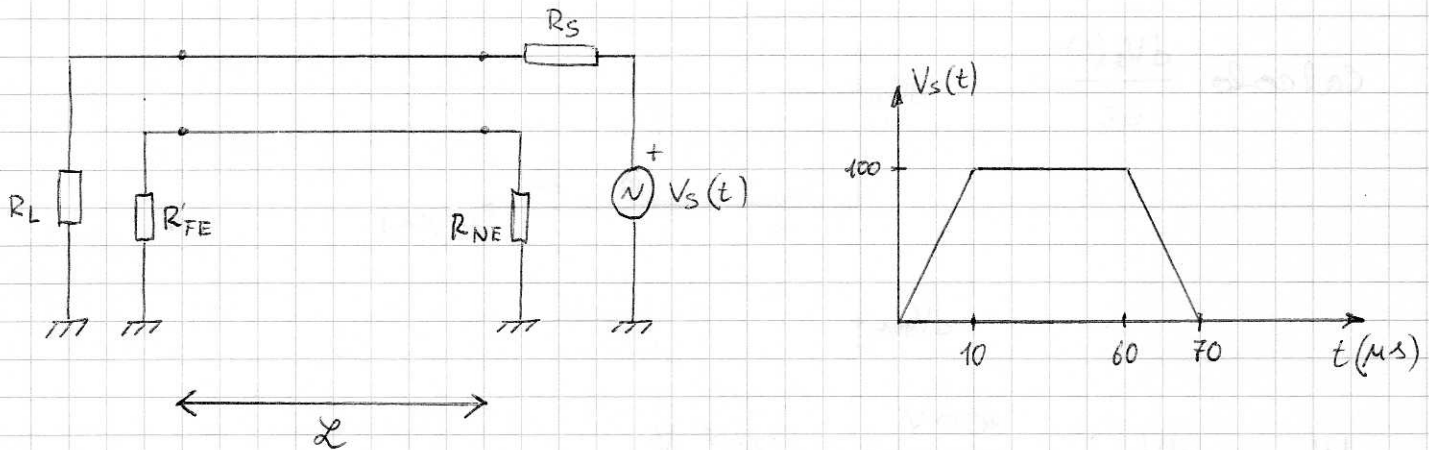 R_S
V_S(t)
100
R_L
R'_FE
R_NE
+
N
V_S(t)
10
60
70
t(μs)
L